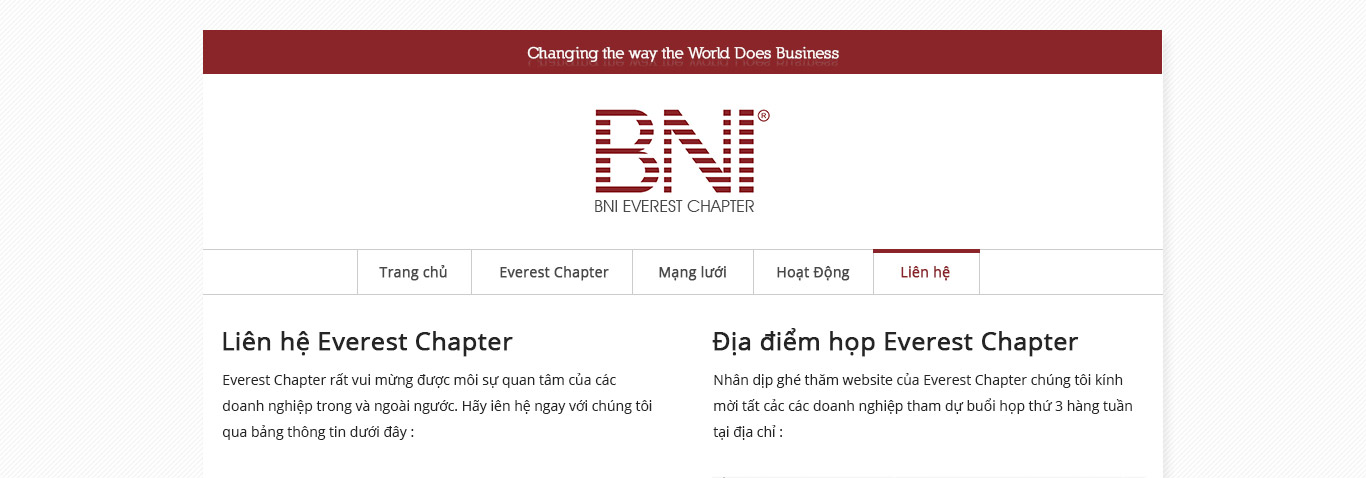 Changing the way the World Does Business
BNI®
BNI EVEREST CHAPTER
Trang chủ
Everest Chapter
Mạng lưới
Hoạt Động
Liên hệ
Liên hệ Everest Chapter
Everest Chapter rất vui mừng được môi sự quan tâm của các
doanh nghiệp trong và ngoài ngước. Hãy iên hệ ngay với chúng tôi
qua bảng thông tin dưới đây :
Địa điểm họp Everest Chapter
Nhân dịp ghé thăm website của Everest Chapter chúng tôi kính
mời tất cảc các doanh nghiệp tham dự buổi họp thứ 3 hàng tuần
tại địa chỉ :